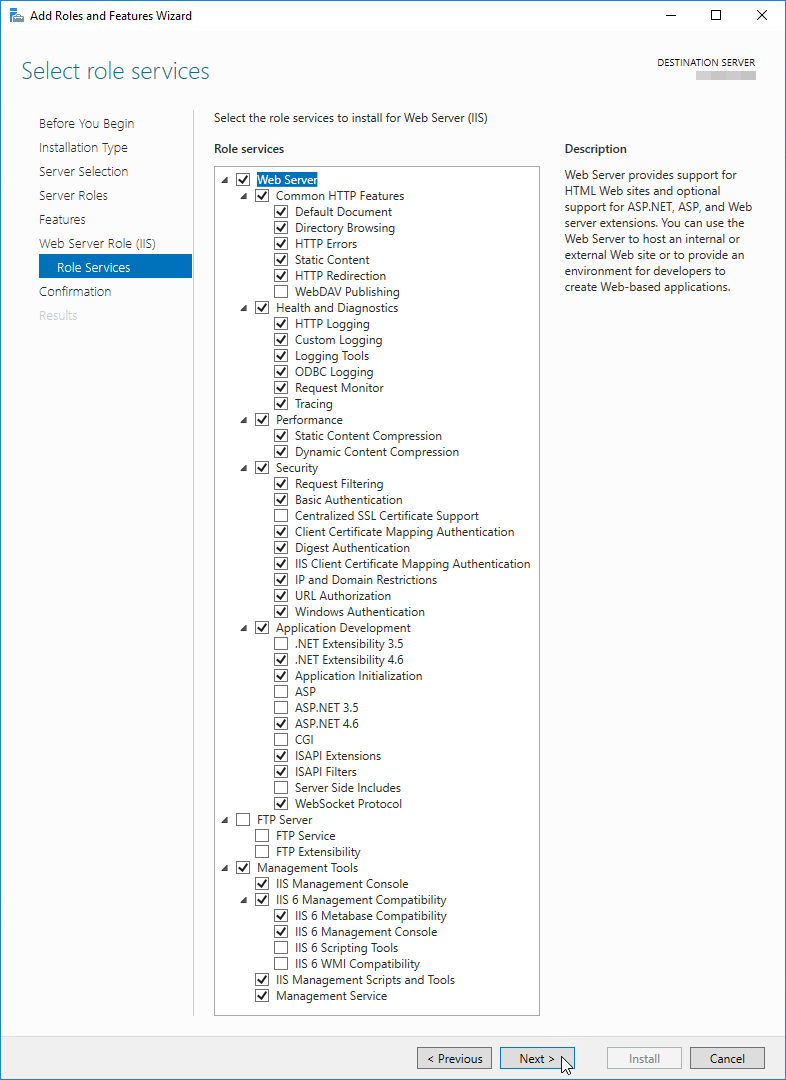 Add Roles and Features Wizard
Select role services
DESTINATION SERVER
Before You Begin
Installation Type
Server Selection
Server Roles
Features
Web Server Role (IIS)
Role Services
Confirmation
Results
Select the role services to install for Web Server (IIS)
Role services
Web Server
Common HTTP Features
Default Document
Directory Browsing
HTTP Errors
Static Content
HTTP Redirection
WebDAV Publishing
Health and Diagnostics
HTTP Logging
Custom Logging
Logging Tools
ODBC Logging
Request Monitor
Tracing
Performance
Static Content Compression
Dynamic Content Compression
Security
Request Filtering
Basic Authentication
Centralized SSL Certificate Support
Client Certificate Mapping Authentication
Digest Authentication
IIS Client Certificate Mapping Authentication
IP and Domain Restrictions
URL Authorization
Windows Authentication
Application Development
.NET Extensibility 3.5
.NET Extensibility 4.6
Application Initialization
ASP
ASP.NET 3.5
ASP.NET 4.6
CGI
ISAPI Extensions
ISAPI Filters
Server Side Includes
WebSocket Protocol
FTP Server
FTP Service
FTP Extensibility
Management Tools
IIS Management Console
IIS 6 Management Compatibility
IIS 6 Metabase Compatibility
IIS 6 Management Console
IIS 6 Scripting Tools
IIS 6 WMI Compatibility
IIS Management Scripts and Tools
Management Service
Description
Web Server provides support for
HTML Web sites and optional
support for ASP.NET, ASP, and Web
server extensions. You can use the
Web Server to host an internal or
external Web site or to provide an
environment for developers to
create Web-based applications.
< Previous
Next >
Install
Cancel